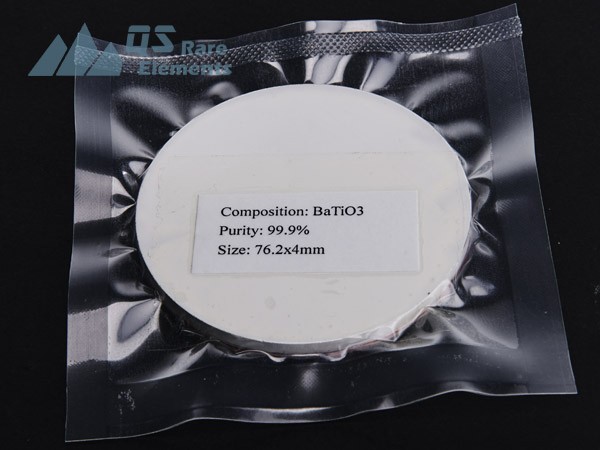 QS Rare
Elements
Composition: BaTiO3
Purity: 99.9%
Size: 76.2x4mm